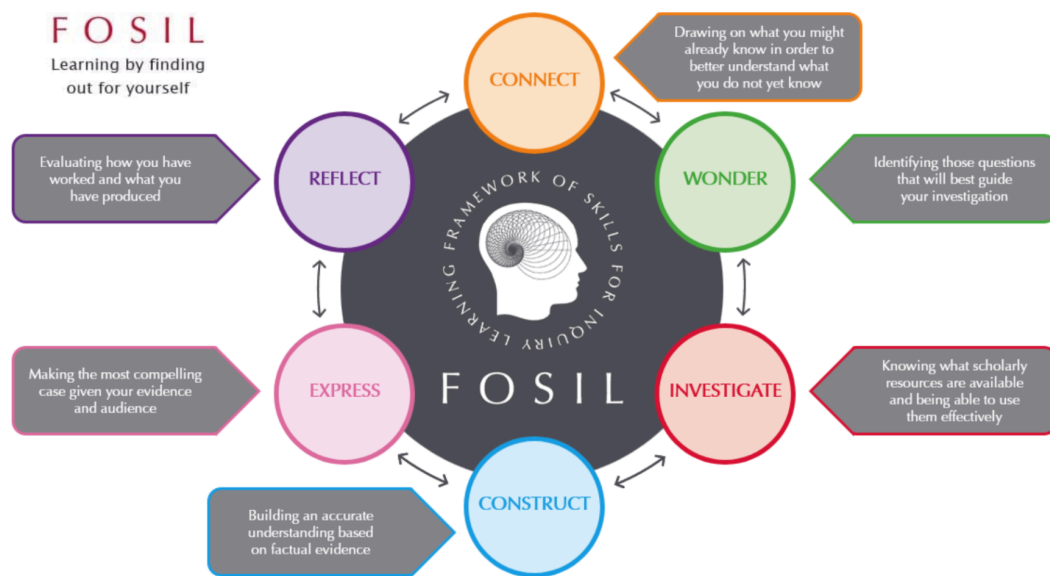 FOSIL
Learning by finding
out for yourself
CONNECT
Drawing on what you might
already know in order to
better understand what
you do not yet know
WONDER
Identifying those questions
that will best guide
your investigation
INVESTIGATE
Knowing what scholarly
resources are available
and being able to use
them effectively
CONSTRUCT
Building an accurate
understanding based
on factual evidence
EXPRESS
Making the most compelling
case given your evidence
and audience
REFLECT
Evaluating how you have
worked and what you
have produced
FRAMEWORK OF SKILLS FOR INQUIRY LEARNING
FOSIL